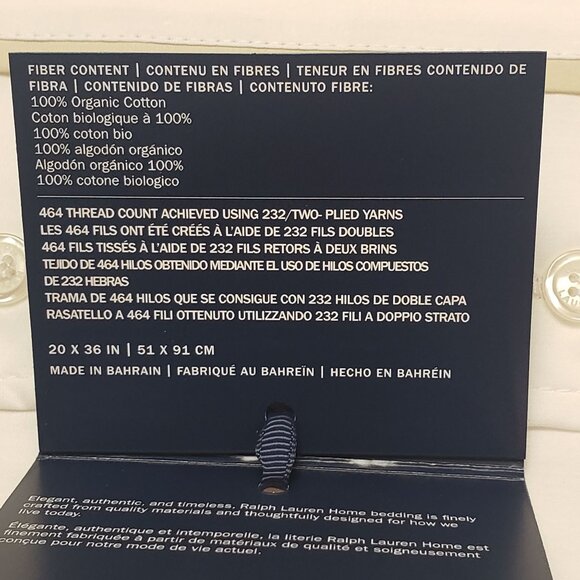 FIBER CONTENT | CONTENU EN FIBRES | TENEUR EN FIBRES CONTENIDO DE
FIBRA | CONTENIDO DE FIBRAS | CONTENUTO FIBRE:
100% Organic Cotton
Coton biologique à 100%
100% coton bio
100% algodón orgánico
Algodón orgánico 100%
100% cotone biologico
464 THREAD COUNT ACHIEVED USING 232/TWO- PLIED YARNS
LES 464 FILS ONT ÉTÉ CRÉÉS À L'AIDE DE 232 FILS DOUBLES
464 FILS TISSÉS À L'AIDE DE 232 FILS RETORS À DEUX BRINS
TEJIDO DE 464 HILOS OBTENIDO MEDIANTE EL USO DE HILOS COMPUESTOS
DE 232 HEBRAS
TRAMA DE 464 HILOS QUE SE CONSIGUE CON 232 HILOS DE DOBLE CAPA
RASATELLO A 464 FILI OTTENUTO UTILIZZANDO 232 FILI A DOPPIO STRATO
20 X 36 IN | 51 X 91 CM
MADE IN BAHRAIN | FABRIQUÉ AU BAHREÏN | HECHO EN BAHRÉIN
Elegant, authentic, and timeless, Ralph Lauren Home bedding is finely
crafted from quality materials and thoughtfully designed for how we
live today.
Élégante, authentique et intemporelle, la literie Ralph Lauren Home est
finement fabriquée à partir de matériaux de qualité et soigneusement
conçue pour notre mode de vie actuel.